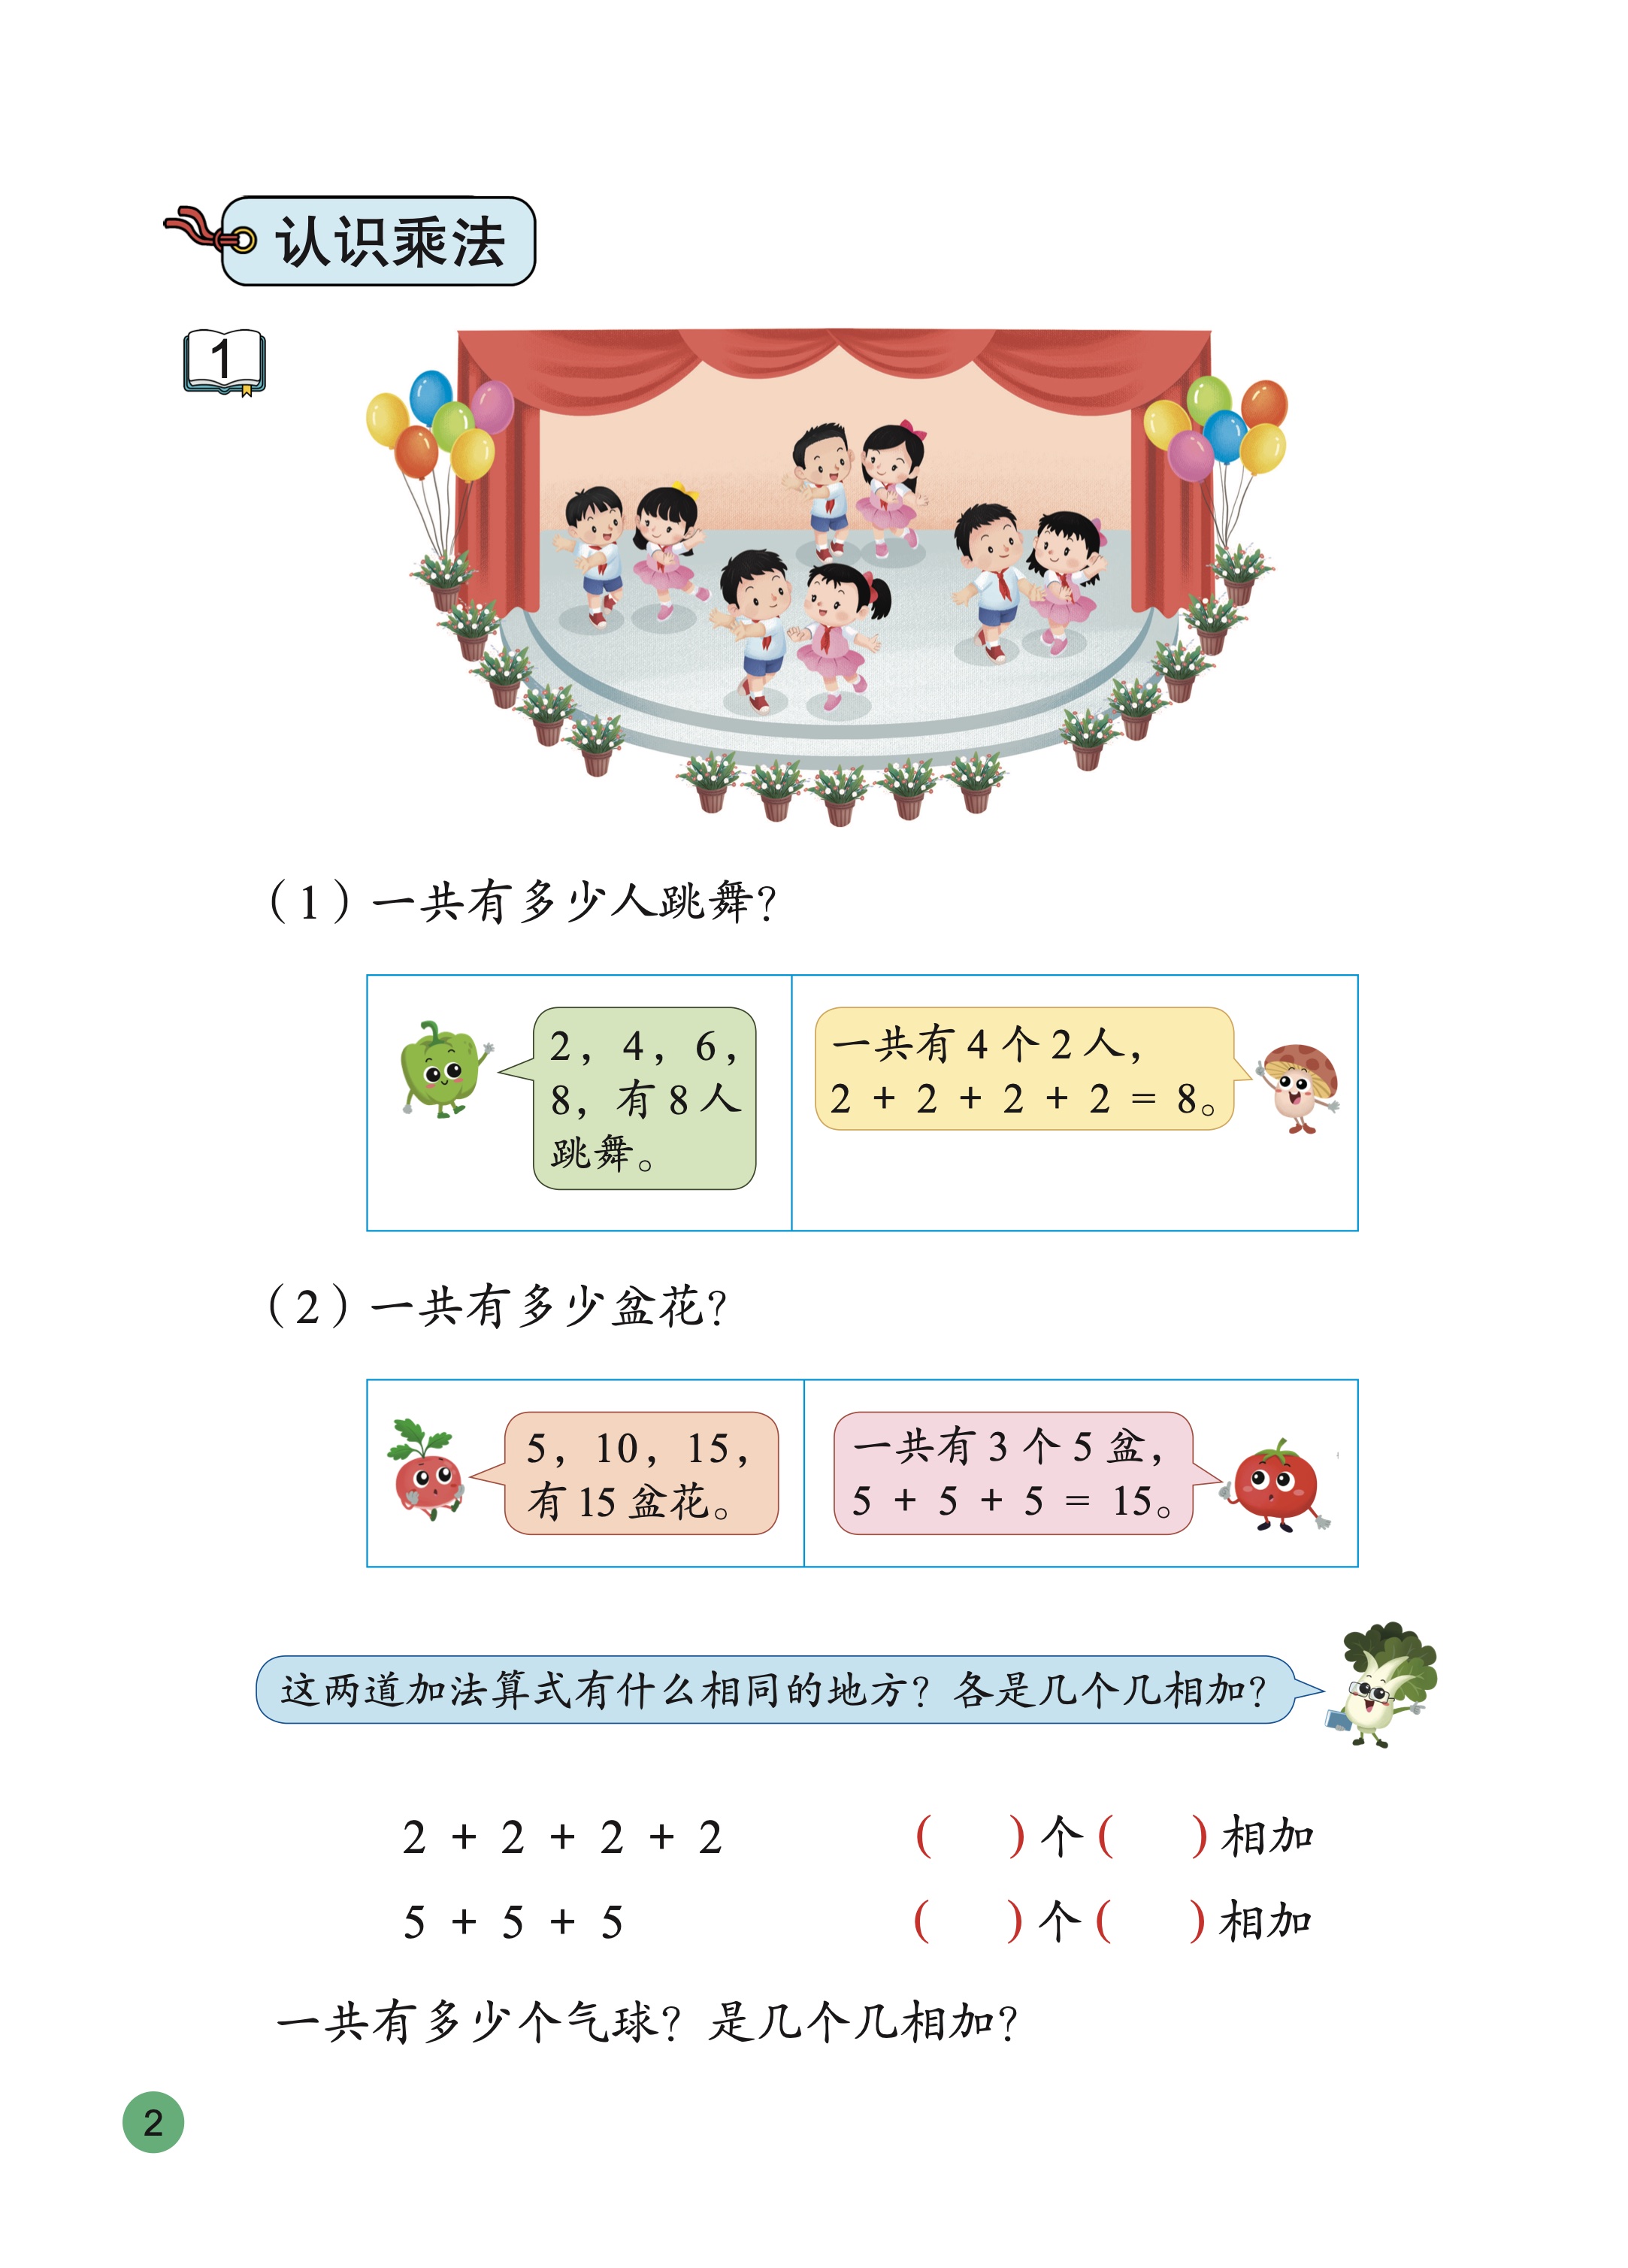 认识乘法
1
（1）一共有多少人跳舞？
2，4，6，
8，有8人
跳舞。
一共有4个2人，
2 + 2 + 2 + 2 = 8。
（2）一共有多少盆花？
5，10，15，
有15盆花。
一共有3个5盆，
5 + 5 + 5 = 15。
这两道加法算式有什么相同的地方？各是几个几相加？
2 + 2 + 2 + 2 （ ）个（ ）相加
5 + 5 + 5 （ ）个（ ）相加
一共有多少个气球？是几个几相加？
2